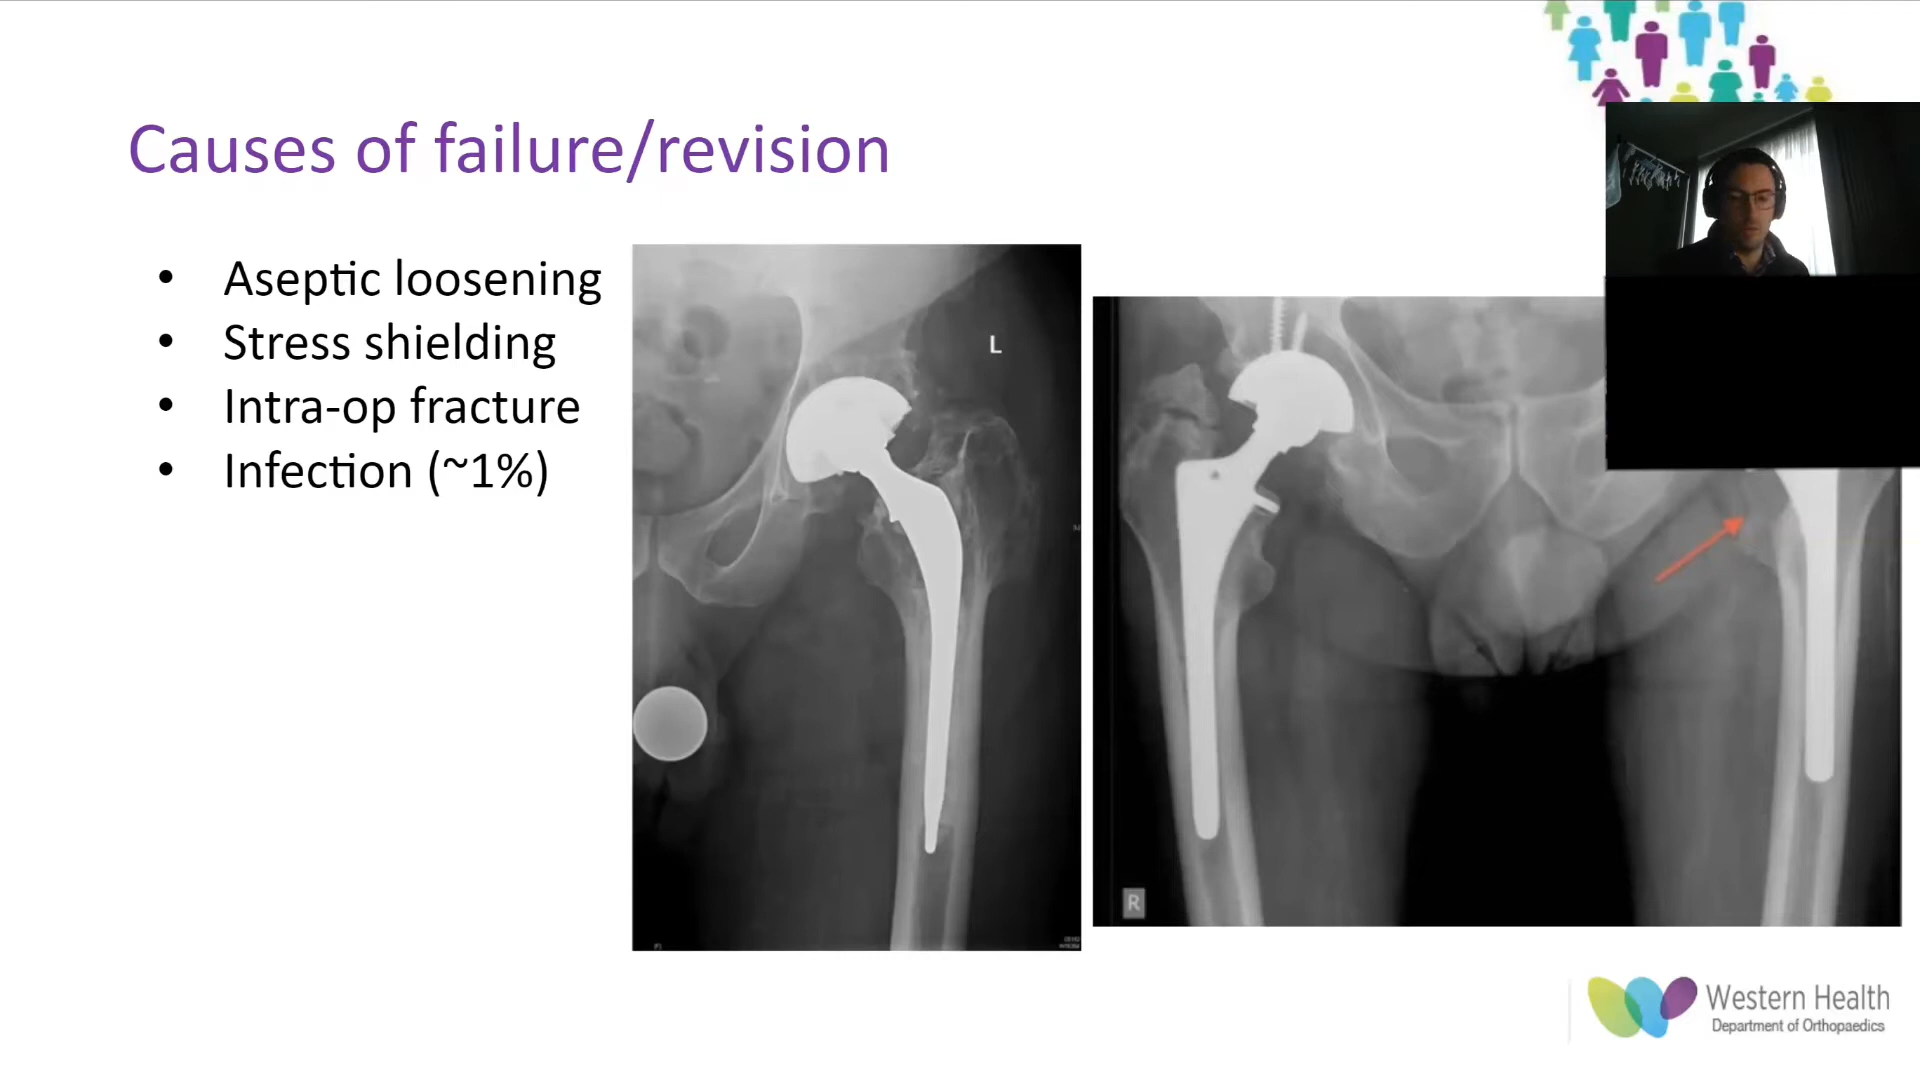 Causes of failure/revision
• Aseptic loosening
• Stress shielding
• Intra-op fracture
• Infection (~1%)
L
R
Western Health
Department of Orthopaedics